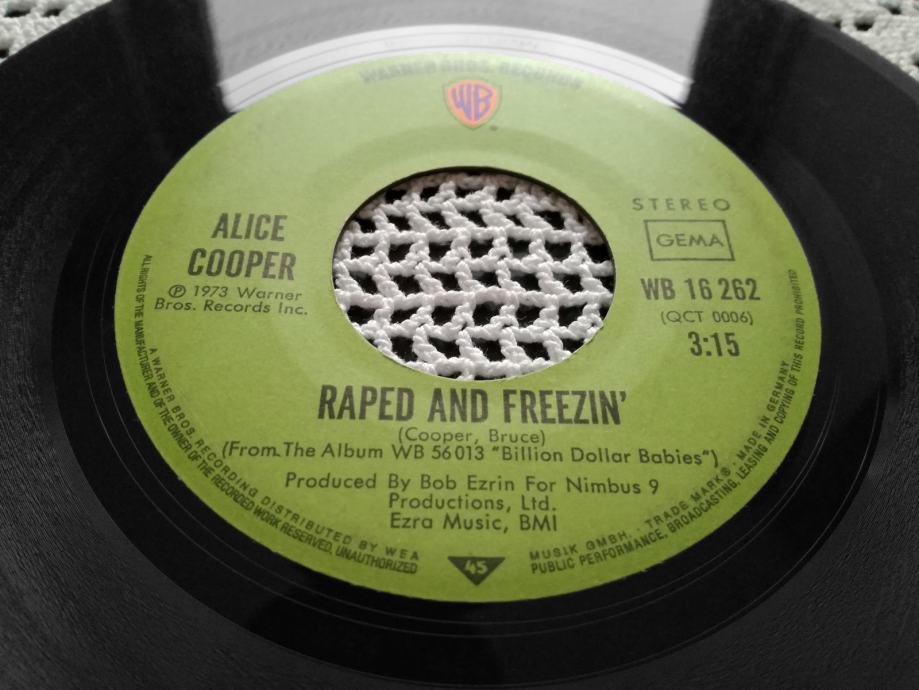 WARNER BROS. RECORDS
WB
ALICE
COOPER
℗ 1973 Warner
Bros. Records Inc.
STEREO
GEMA
WB 16 262
(QCT 0006)
3:15
RAPED AND FREEZIN'
(Cooper, Bruce)
(From The Album WB 56013 "Billion Dollar Babies")
Produced By Bob Ezrin For Nimbus 9
Productions, Ltd.
Ezra Music, BMI
45
A WARNER BROS. RECORDING DISTRIBUTED BY WEA MUSIK GMBH. · TRADE MARK® · MADE IN GERMANY
ALL RIGHTS OF THE MANUFACTURER AND OF THE OWNER OF THE RECORDED WORK RESERVED, UNAUTHORIZED PUBLIC PERFORMANCE, BROADCASTING, LEASING AND COPYING OF THIS RECORD PROHIBITED